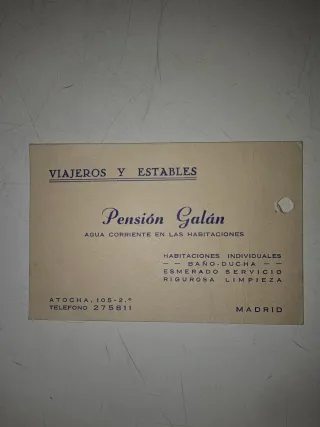 VIAJEROS Y ESTABLES
Pensión Galán
AGUA CORRIENTE EN LAS HABITACIONES
HABITACIONES INDIVIDUALES
— — BAÑO-DUCHA — —
ESMERADO SERVICIO
RIGUROSA LIMPIEZA
ATOCHA, 105-2.º
TELÉFONO 275811
MADRID